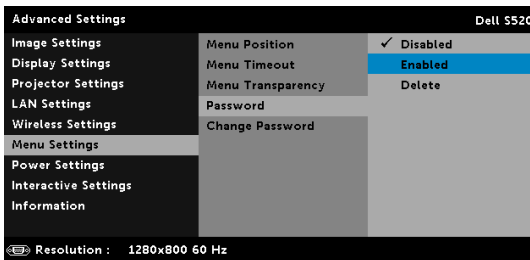 Advanced Settings
Dell S520
Image Settings
Display Settings
Projector Settings
LAN Settings
Wireless Settings
Menu Settings
Power Settings
Interactive Settings
Information
Menu Position
Menu Timeout
Menu Transparency
Password
Change Password
✓ Disabled
Enabled
Delete
Resolution : 1280x800 60 Hz